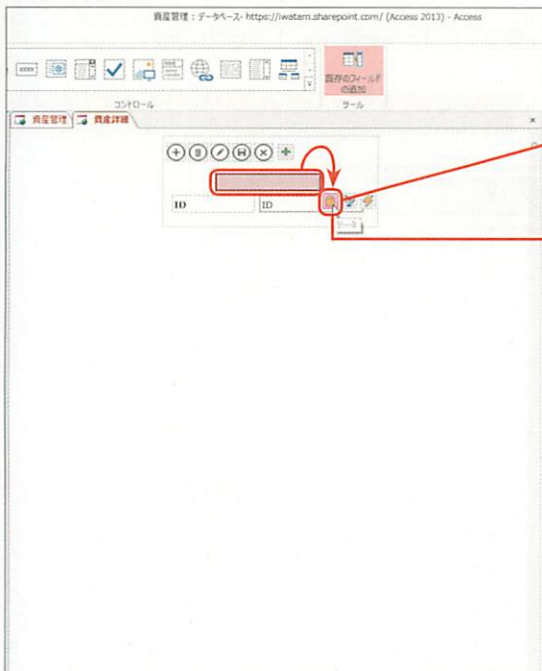 資産管理 : データベース- https://iwatam.sharepoint.com/ (Access 2013) - Access
XXXX
既存のフィールド
の追加
コントロール
ツール
資産管理
資産詳細
ID
ID
データ